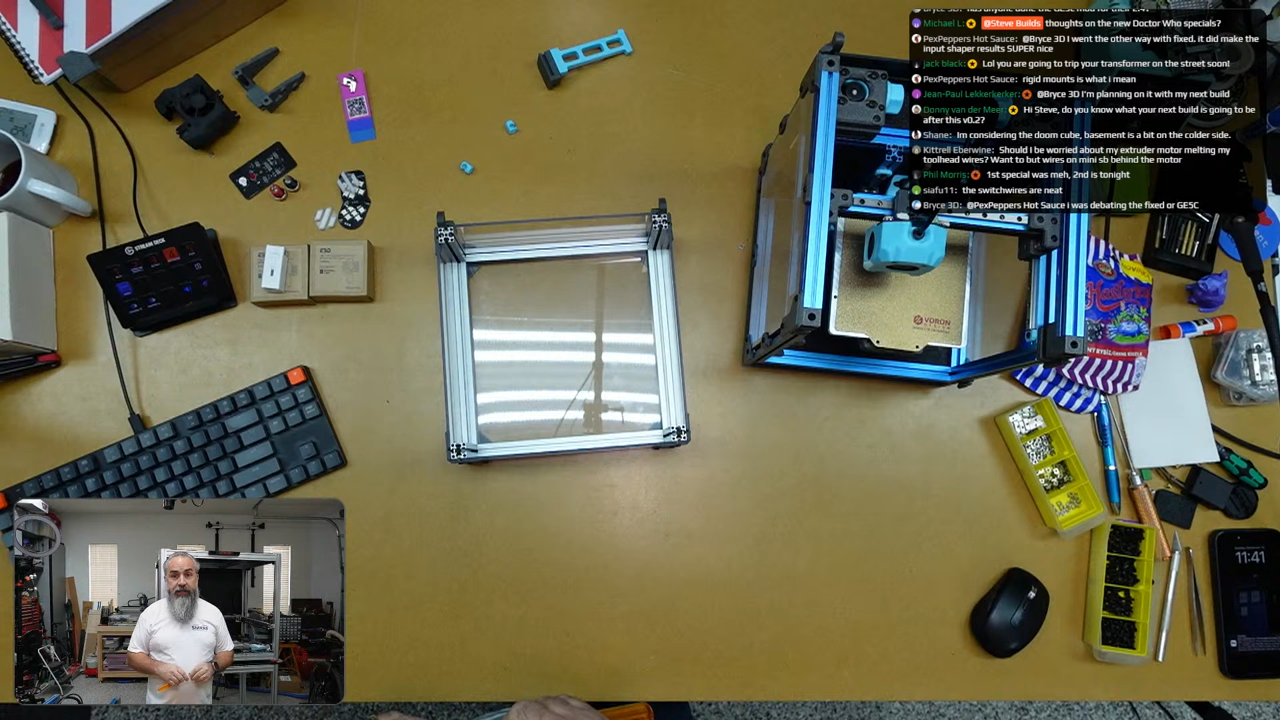 Michael L: @Steve Builds thoughts on the new Doctor Who specials?
PexPeppers Hot Sauce: @Bryce 3D I went the other way with fixed. it did make the
input shaper results SUPER nice
jack black: Lol you are going to trip your transformer on the street soon!
PexPeppers Hot Sauce: rigid mounts is what i mean
Jean-Paul Lekkerkerker: @Bryce 3D I'm planning on it with my next build
Donny van der Meer: Hi Steve, do you know what your next build is going to be
after this v0.2?
Shane: Im considering the doom cube, basement is a bit on the colder side.
Kittrell Eberwine: Should I be worried about my extruder motor melting my
toolhead wires? Want to but wires on mini sb behind the motor
Phil Morris: 1st special was meh, 2nd is tonight
siafu11: the switchwires are neat
Bryce 3D: @PexPeppers Hot Sauce i was debating the fixed or GE5C
STREAM DECK
VORON
11:41